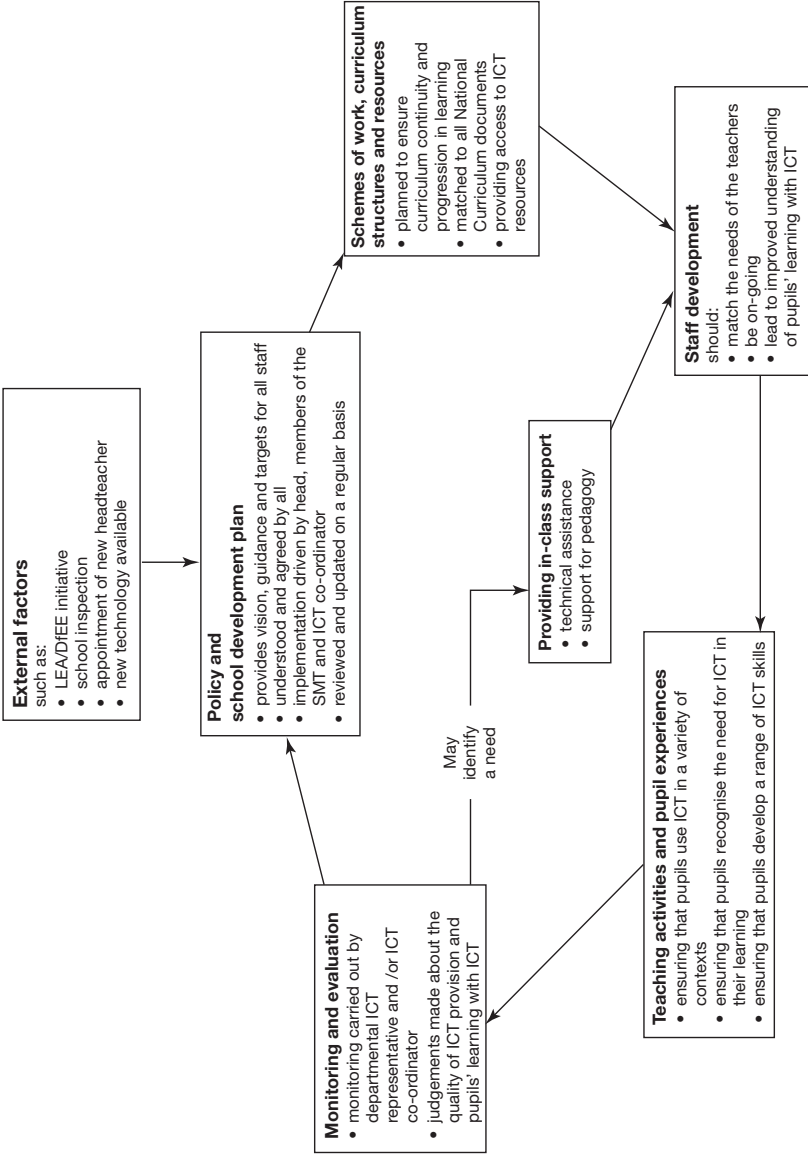 External factors
such as:
• LEA/DfEE initiative
• school inspection
• appointment of new headteacher
• new technology available
Policy and
school development plan
• provides vision, guidance and targets for all staff
• understood and agreed by all
• implementation driven by head, members of the
SMT and ICT co-ordinator
• reviewed and updated on a regular basis
Schemes of work, curriculum
structures and resources
• planned to ensure
curriculum continuity and
progression in learning
• matched to all National
Curriculum documents
• providing access to ICT
resources
Monitoring and evaluation
• monitoring carried out by
departmental ICT
representative and /or ICT
co-ordinator
• judgements made about the
quality of ICT provision and
pupils' learning with ICT
May
identify
a need
Providing in-class support
• technical assistance
• support for pedagogy
Staff development
should:
• match the needs of the teachers
• be on-going
• lead to improved understanding
of pupils' learning with ICT
Teaching activities and pupil experiences
• ensuring that pupils use ICT in a variety of
contexts
• ensuring that pupils recognise the need for ICT in
their learning
• ensuring that pupils develop a range of ICT skills